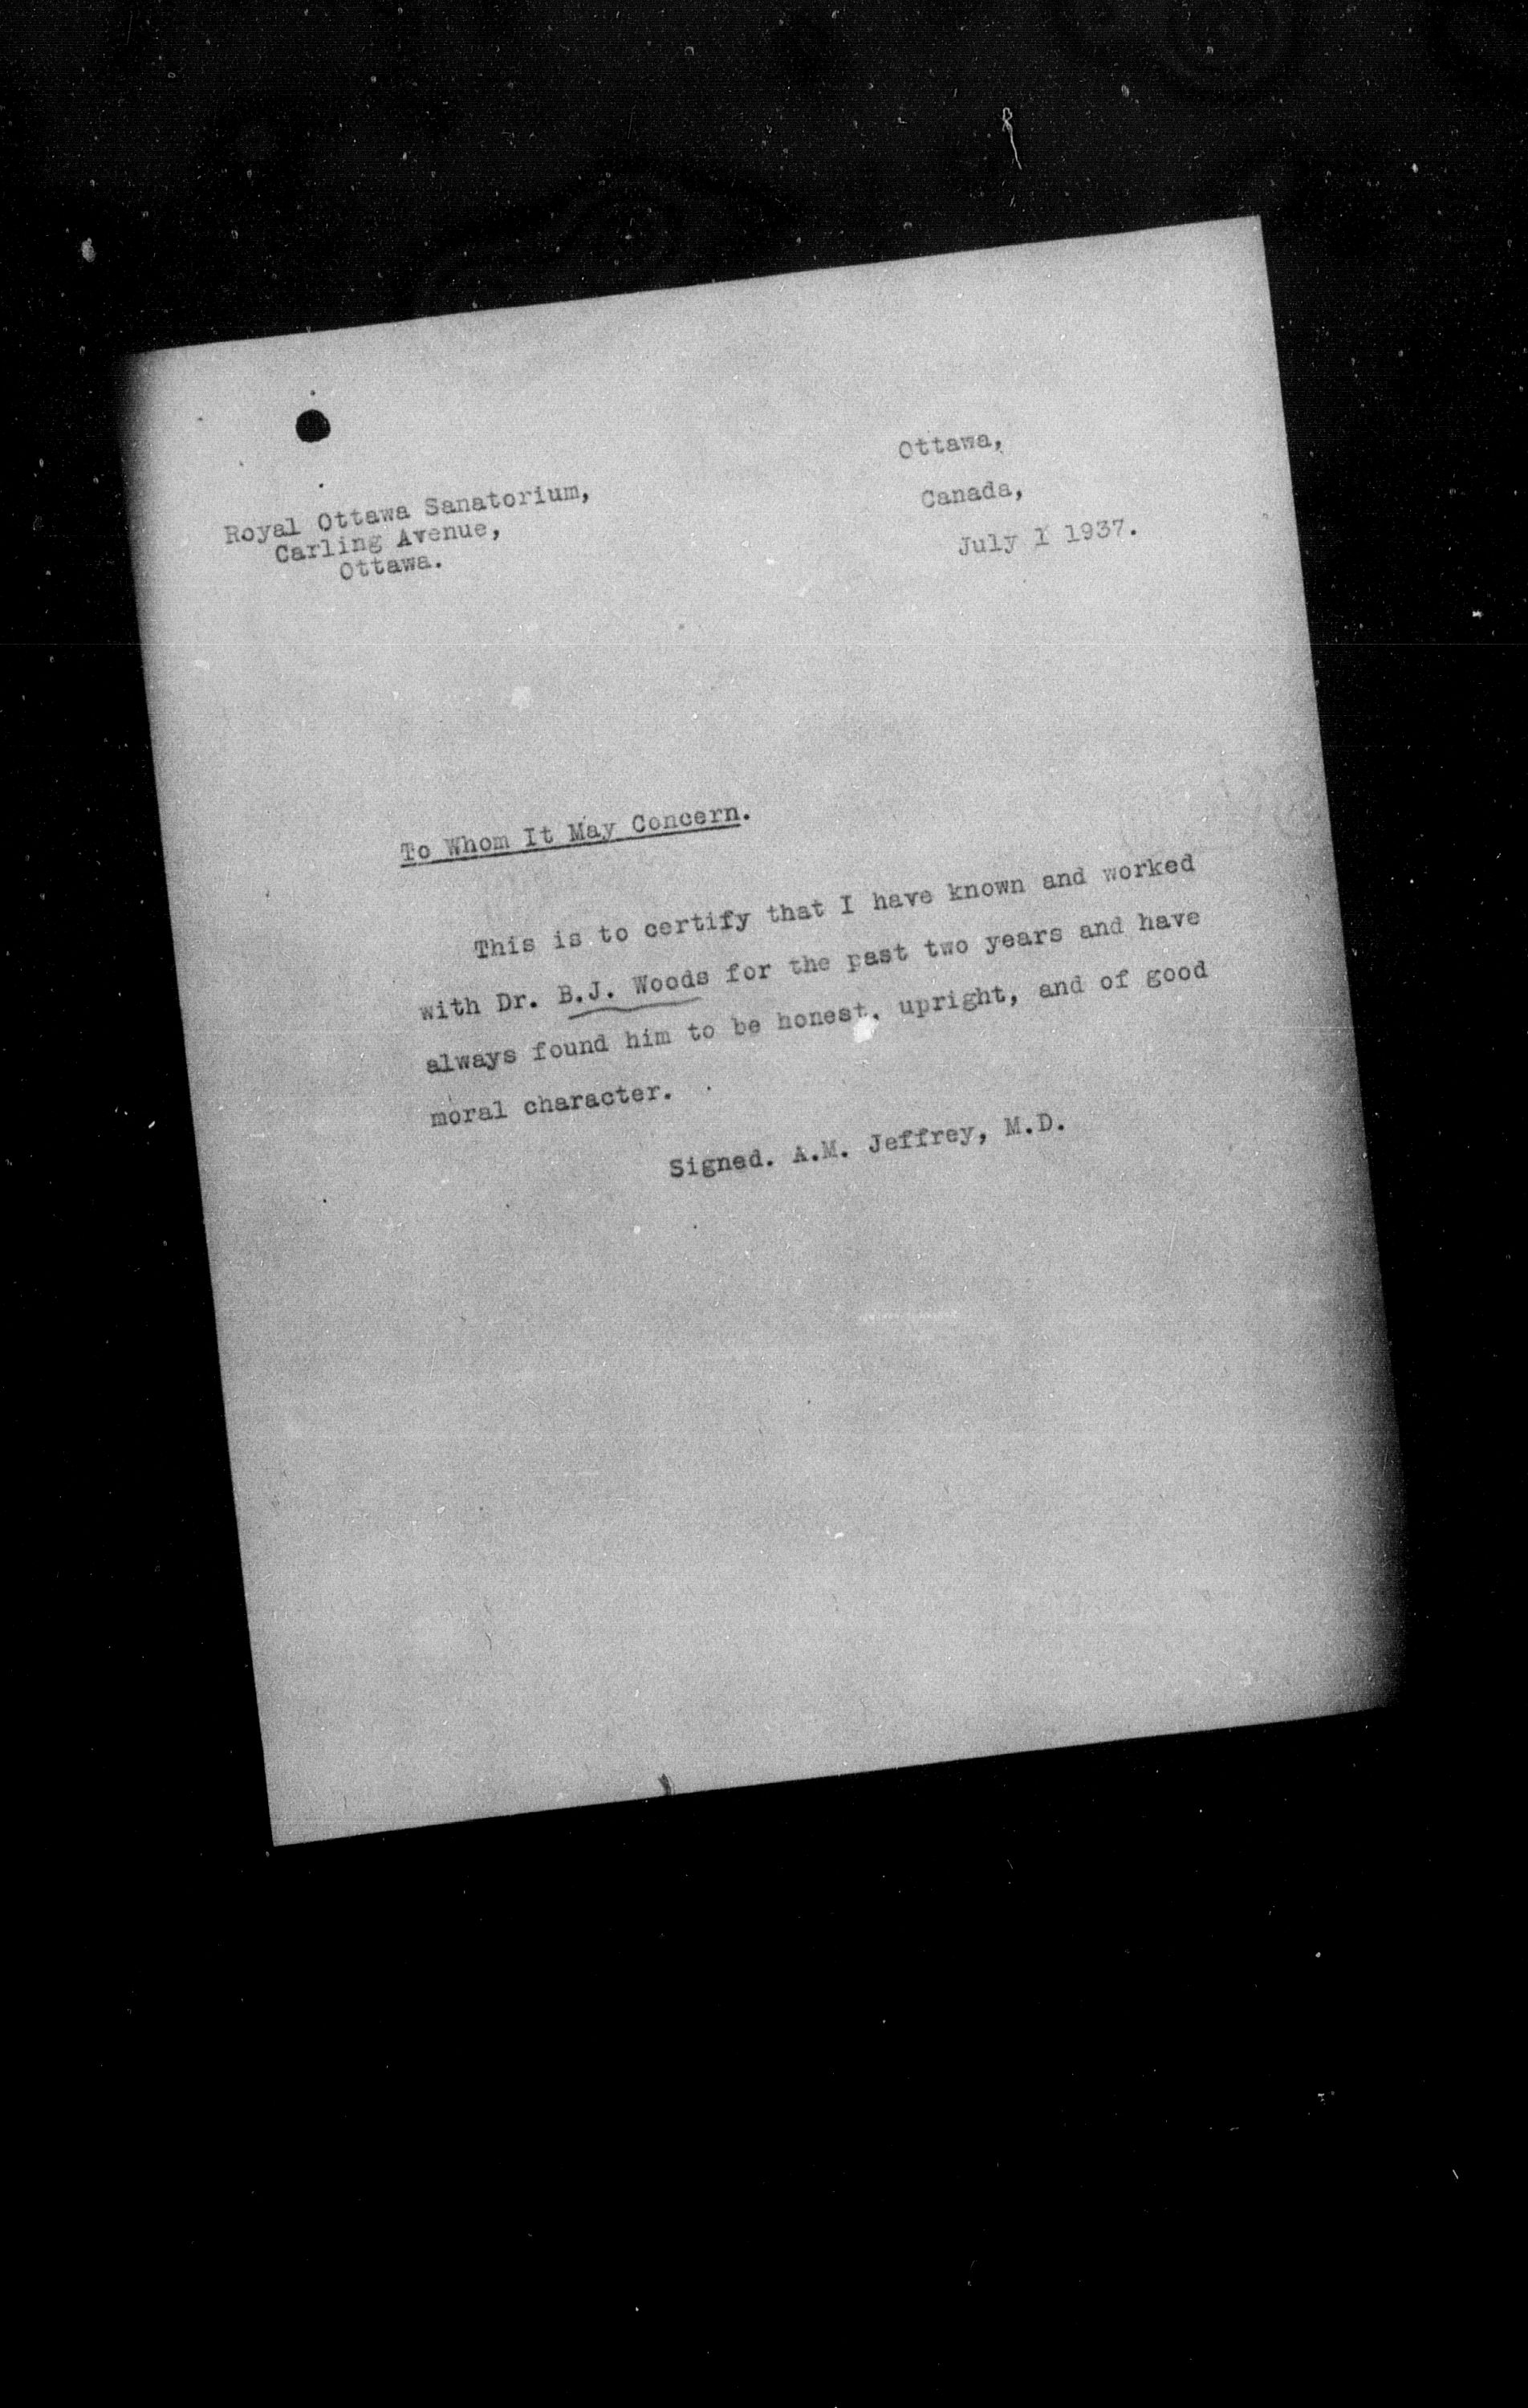 Ottawa,
Canada,
July 1 1937.
Royal Ottawa Sanatorium,
Carling Avenue,
Ottawa.
To Whom It May Concern.
This is to certify that I have known and worked
with Dr. B.J. Woods for the past two years and have
always found him to be honest, upright, and of good
moral character.
Signed. A.M. Jeffrey, M.D.